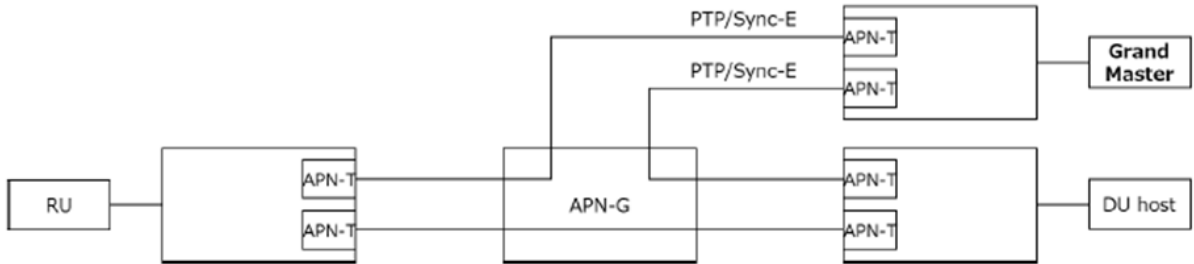 PTP/Sync-E
APN-T
Grand
Master
PTP/Sync-E
APN-T
APN-T
APN-T
RU
APN-G
DU host
APN-T
APN-T